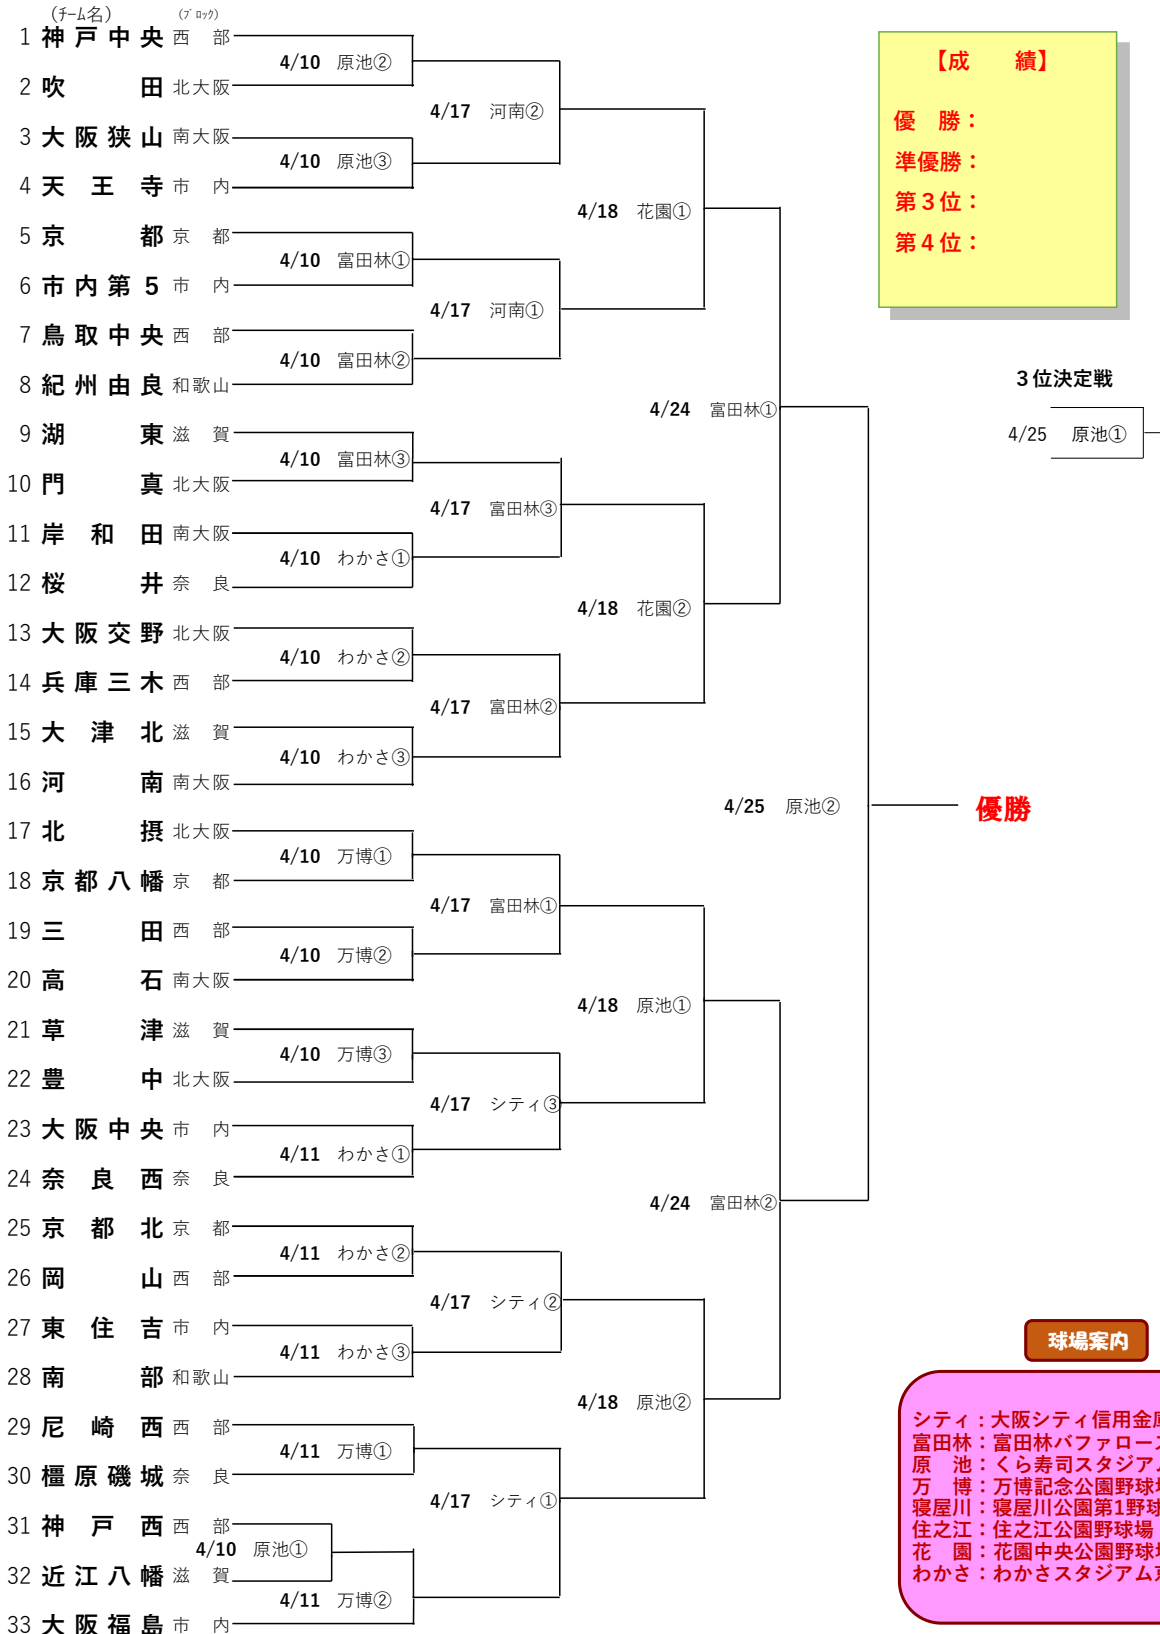 (ﾁｰﾑ名) (ﾌﾞﾛｯｸ)
1 神戸中央 西部
4/10 原池②
2 吹田 北大阪
4/17 河南②
3 大阪狭山 南大阪
4/10 原池③
4 天王寺 市内
4/18 花園①
5 京都 京都
4/10 富田林①
6 市内第5 市内
4/17 河南①
7 鳥取中央 西部
4/10 富田林②
8 紀州由良 和歌山
4/24 富田林①
9 湖東 滋賀
4/10 富田林③
10 門真 北大阪
4/17 富田林③
11 岸和田 南大阪
4/10 わかさ①
12 桜井 奈良
4/18 花園②
13 大阪交野 北大阪
4/10 わかさ②
14 兵庫三木 西部
4/17 富田林②
15 大津北 滋賀
4/10 わかさ③
16 河南 南大阪
4/25 原池②
優勝
17 北摂 北大阪
4/10 万博①
18 京都八幡 京都
4/17 富田林①
19 三田 西部
4/10 万博②
20 高石 南大阪
4/18 原池①
21 草津 滋賀
4/10 万博③
22 豊中 北大阪
4/17 シティ③
23 大阪中央 市内
4/11 わかさ①
24 奈良西 奈良
4/24 富田林②
25 京都北 京都
4/11 わかさ②
26 岡山 西部
4/17 シティ②
27 東住吉 市内
4/11 わかさ③
28 南部 和歌山
4/18 原池②
29 尼崎西 西部
4/11 万博①
30 橿原磯城 奈良
4/17 シティ①
31 神戸西 西部
4/10 原池①
32 近江八幡 滋賀
4/11 万博②
33 大阪福島 市内
【成 績】
優 勝：
準優勝：
第３位：
第４位：
３位決定戦
4/25 原池①
球場案内
シティ：大阪シティ信用金
富田林：富田林バファロー
原 池：くら寿司スタジア
万 博：万博記念公園野球
寝屋川：寝屋川公園第1野
住之江：住之江公園野球場
花 園：花園中央公園野球
わかさ：わかさスタジアム